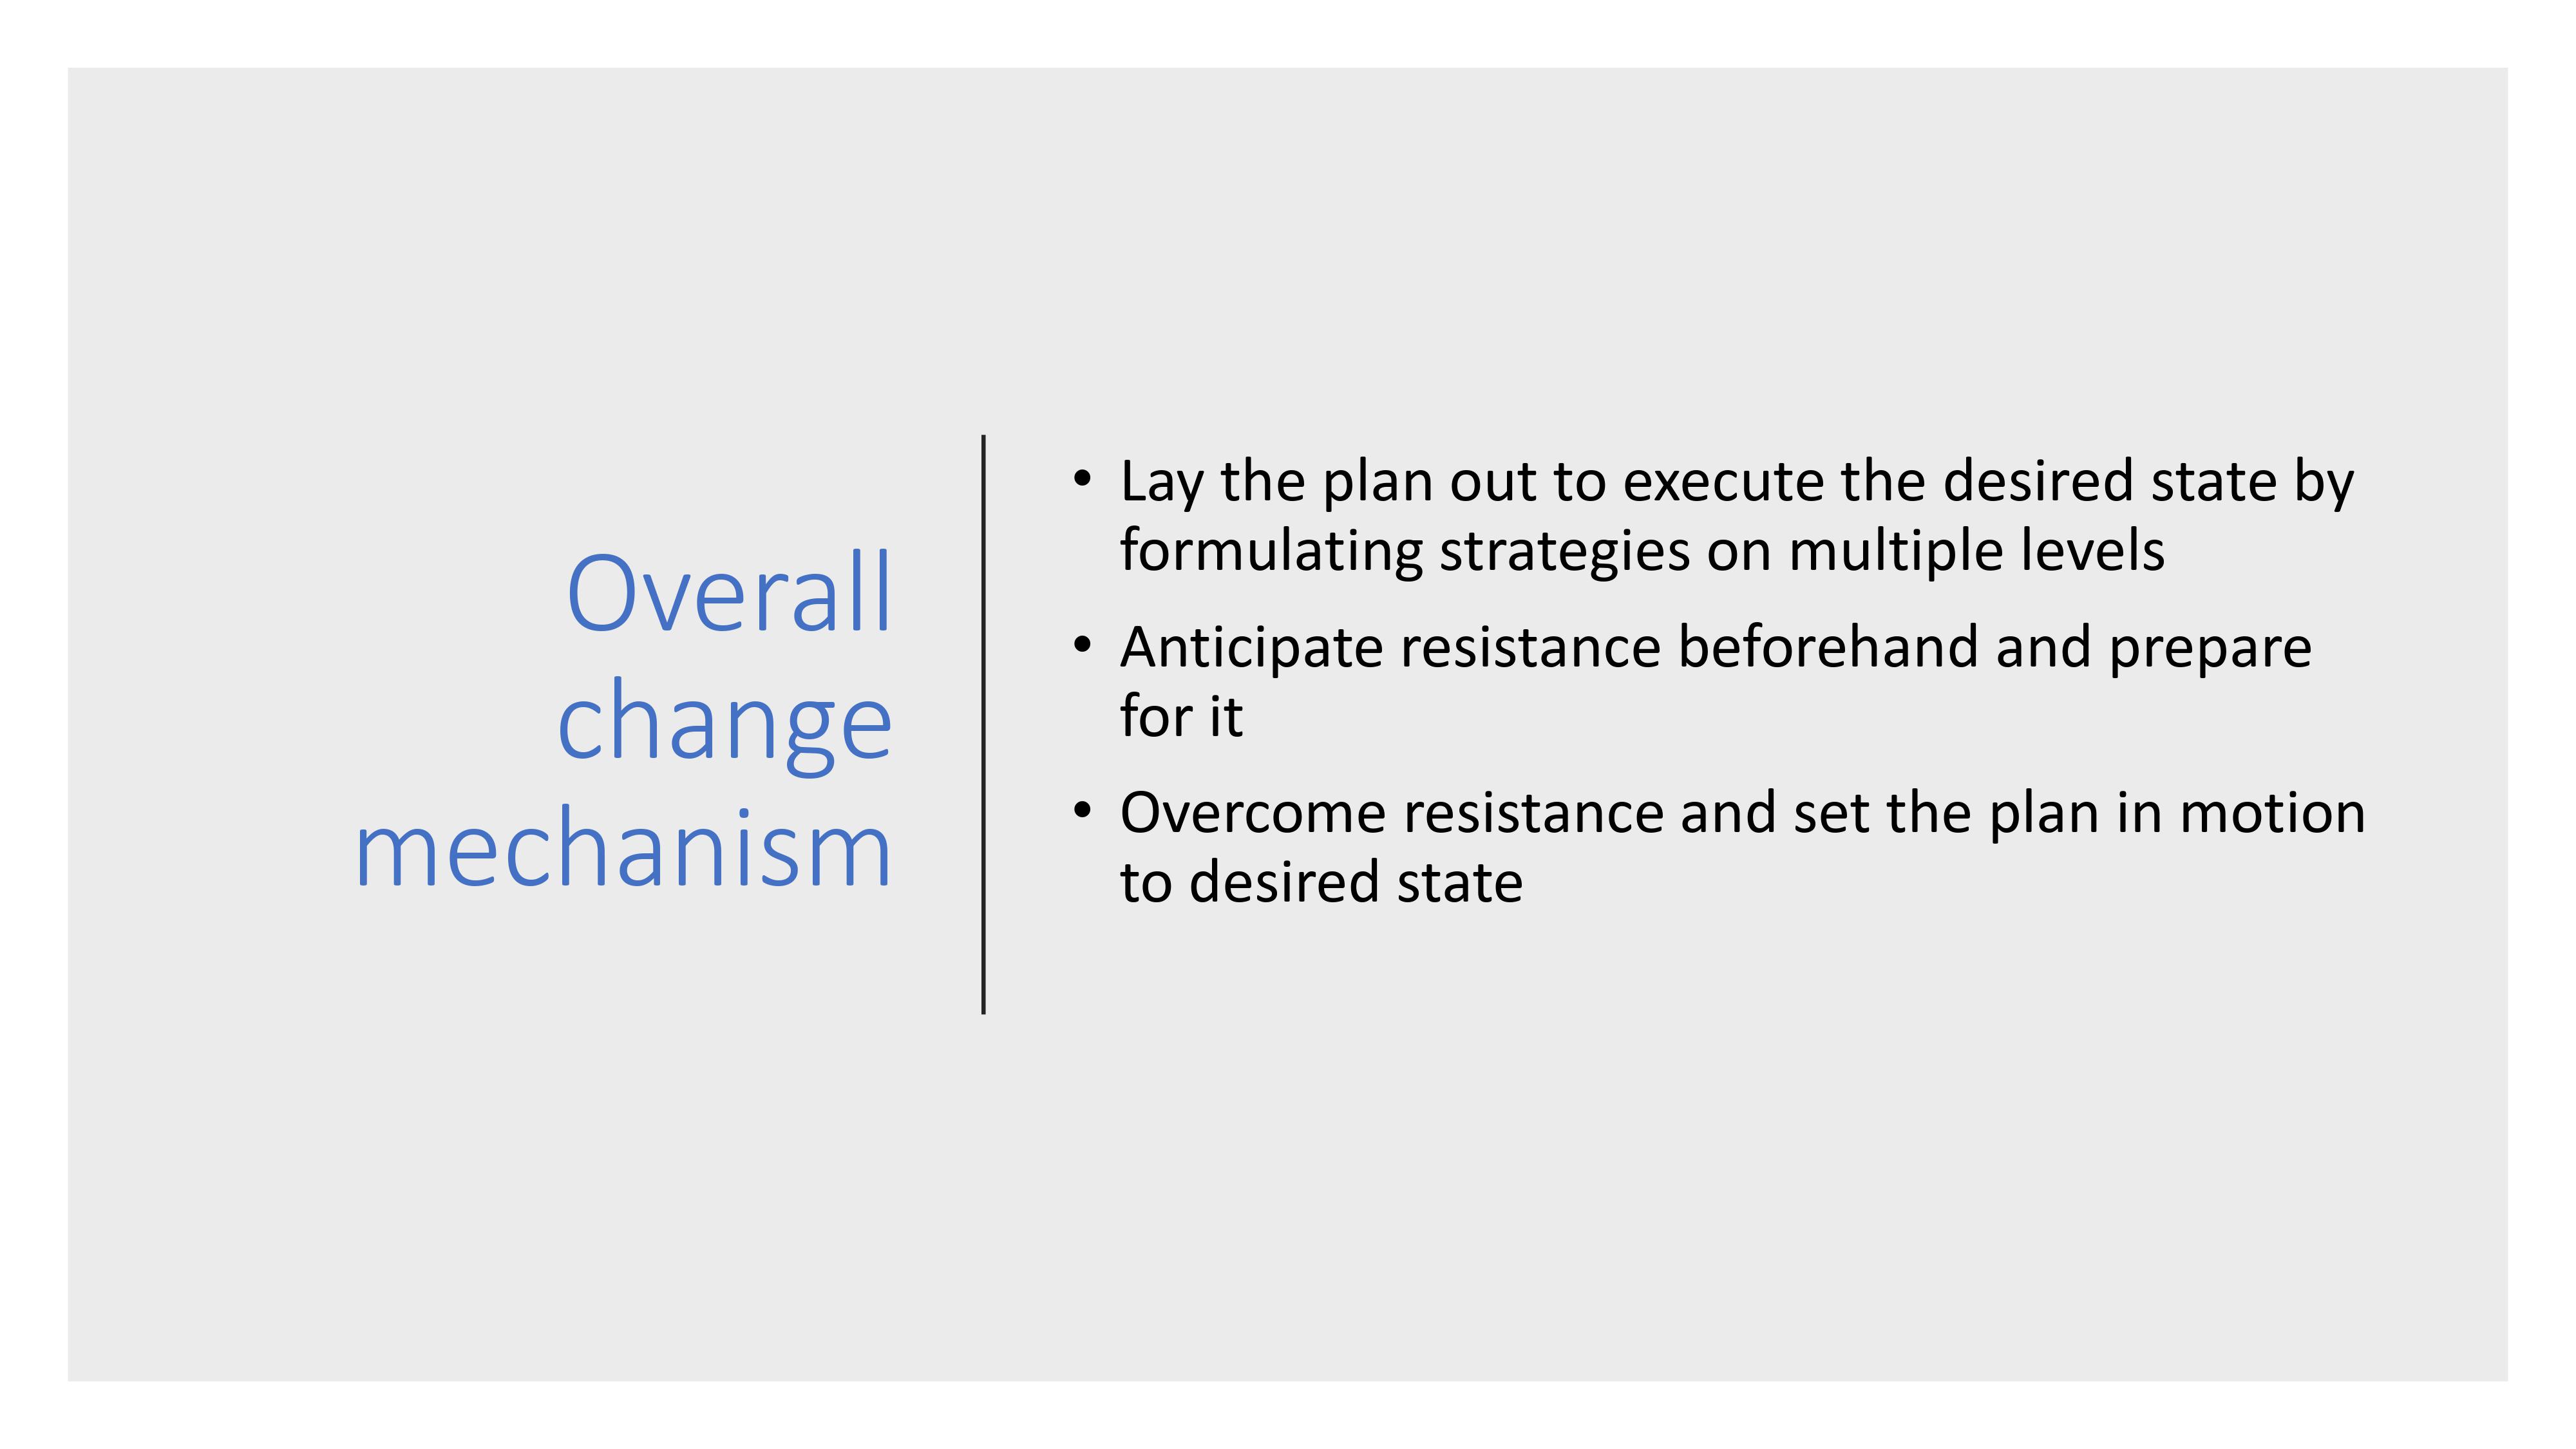 Overall
change
mechanism
• Lay the plan out to execute the desired state by
formulating strategies on multiple levels
• Anticipate resistance beforehand and prepare
for it
• Overcome resistance and set the plan in motion
to desired state